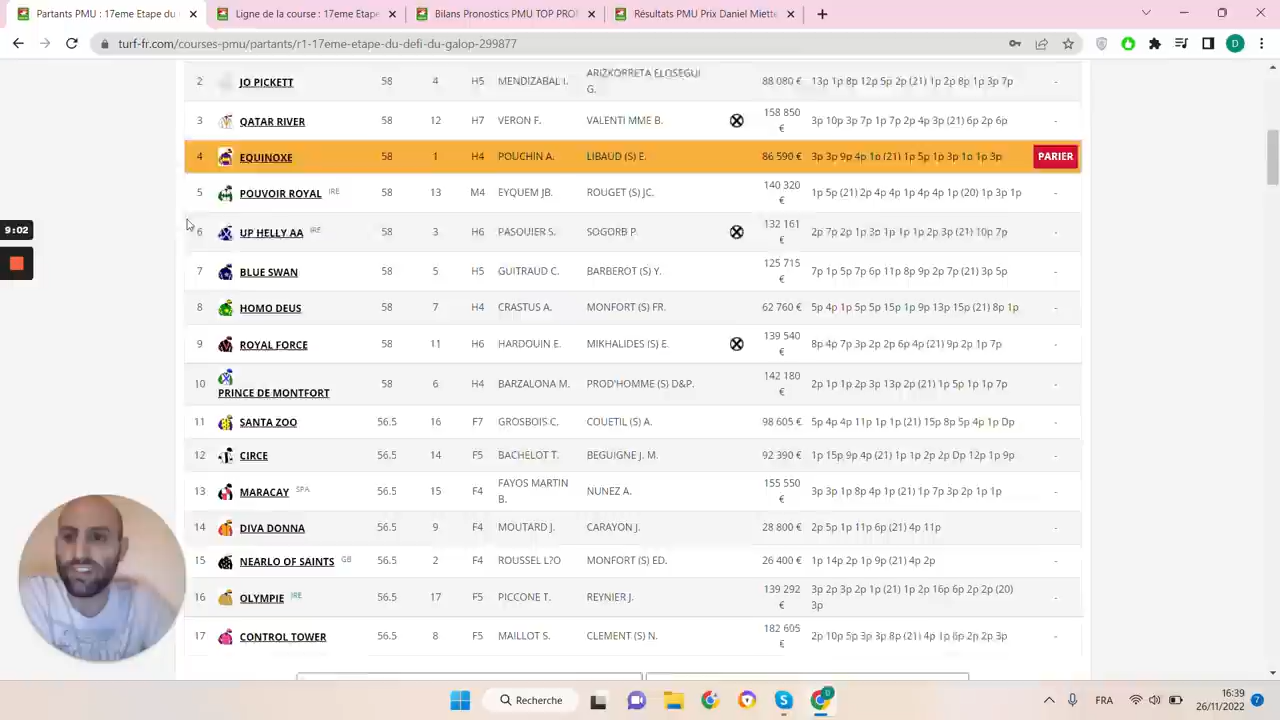 Partants PMU : 17eme Etape du ×
Ligne de la course : 17eme Etape ×
Bilans Pronostics PMU TOP PRO ×
Résultats PMU Prix Daniel Miette ×
turf-fr.com/courses-pmu/partants/r1-17eme-etape-du-defi-du-galop-299877
D
2 JO PICKETT 58 4 H5 MENDIZABAL I. ARIZKORRETA ELOSEGUI G. 88 080 € 13p 1p 8p 12p 5p 2p (21) 1p 2p 8p 1p 3p 7p -
3 QATAR RIVER 58 12 H7 VERON F. VALENTI MME B. 158 850 € 3p 10p 3p 7p 1p 7p 2p 4p 3p (21) 6p 2p 6p -
4 EQUINOXE 58 1 H4 POUCHIN A. LIBAUD (S) E. 86 590 € 3p 3p 9p 4p 1p (21) 1p 5p 1p 3p 1p 1p 3p PARIER
5 POUVOIR ROYAL IRE 58 13 M4 EYQUEM JB. ROUGET (S) JC. 140 320 € 1p 5p (21) 2p 4p 4p 1p 4p 4p 1p (20) 1p 3p 1p -
6 UP HELLY AA IRE 58 3 H6 PASQUIER S. SOGORB P. 132 161 € 2p 7p 2p 1p 3p 1p 1p 1p 2p 3p (21) 10p 7p -
7 BLUE SWAN 58 5 H5 GUITRAUD C. BARBEROT (S) Y. 125 715 € 7p 1p 5p 7p 6p 11p 8p 9p 2p 7p (21) 3p 5p -
8 HOMO DEUS 58 7 H4 CRASTUS A. MONFORT (S) FR. 62 760 € 5p 4p 1p 5p 5p 15p 1p 9p 13p 15p (21) 8p 1p -
9 ROYAL FORCE 58 11 H6 HARDOUIN E. MIKHALIDES (S) E. 139 540 € 8p 4p 7p 3p 2p 2p 6p 4p (21) 9p 2p 1p 7p -
10 PRINCE DE MONTFORT 58 6 H4 BARZALONA M. PROD'HOMME (S) D&P. 142 180 € 2p 1p 1p 2p 3p 13p 2p (21) 1p 5p 1p 1p 7p -
11 SANTA ZOO 56.5 16 F7 GROSBOIS C. COUETIL (S) A. 98 605 € 5p 4p 4p 11p 1p 1p (21) 15p 8p 5p 4p 1p Dp -
12 CIRCE 56.5 14 F5 BACHELOT T. BEGUIGNE J. M. 92 390 € 1p 15p 9p 4p (21) 1p 1p 2p 2p Dp 12p 1p 9p -
13 MARACAY SPA 56.5 15 F4 FAYOS MARTIN B. NUNEZ A. 155 550 € 3p 3p 1p 8p 4p 1p (21) 1p 7p 3p 2p 1p 1p -
14 DIVA DONNA 56.5 9 F4 MOUTARD J. CARAYON J. 28 800 € 2p 5p 1p 11p 6p (21) 4p 11p -
15 NEARLO OF SAINTS GB 56.5 2 F4 ROUSSEL L?O MONFORT (S) ED. 26 400 € 1p 14p 2p 1p 9p (21) 4p 2p -
16 OLYMPIE IRE 56.5 17 F5 PICCONE T. REYNIER J. 139 292 € 3p 2p 3p 2p 1p (21) 2p 16p 6p 2p 2p (20) 3p -
17 CONTROL TOWER 56.5 8 F5 MAILLOT S. CLEMENT (S) N. 182 605 € 2p 10p 5p 3p 3p 8p (21) 4p 1p 6p 2p 2p 3p -
9:02
Recherche
FRA
16:39
26/11/2022